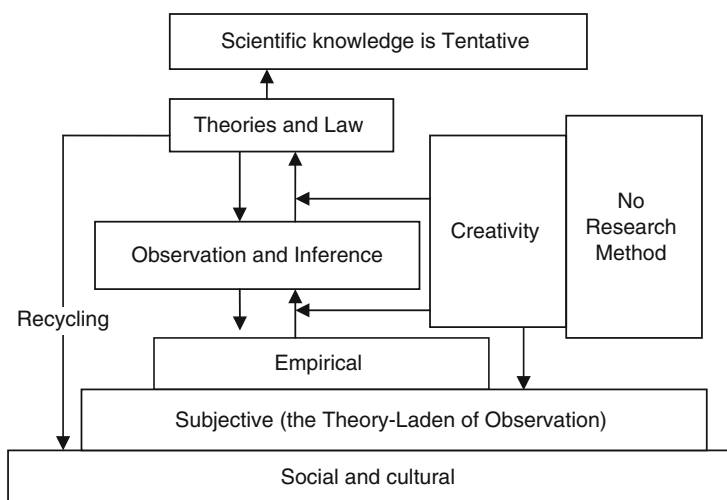 Scientific knowledge is Tentative
Theories and Law
No
Research
Method
Creativity
Observation and Inference
Recycling
Empirical
Subjective (the Theory-Laden of Observation)
Social and cultural